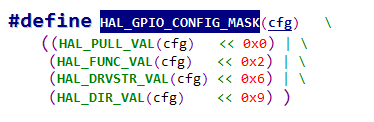 #define HAL_GPIO_CONFIG_MASK(cfg) \
((HAL_PULL_VAL(cfg) << 0x0) | \
(HAL_FUNC_VAL(cfg) << 0x2) | \
(HAL_DRVSTR_VAL(cfg) << 0x6) | \
(HAL_DIR_VAL(cfg) << 0x9) )